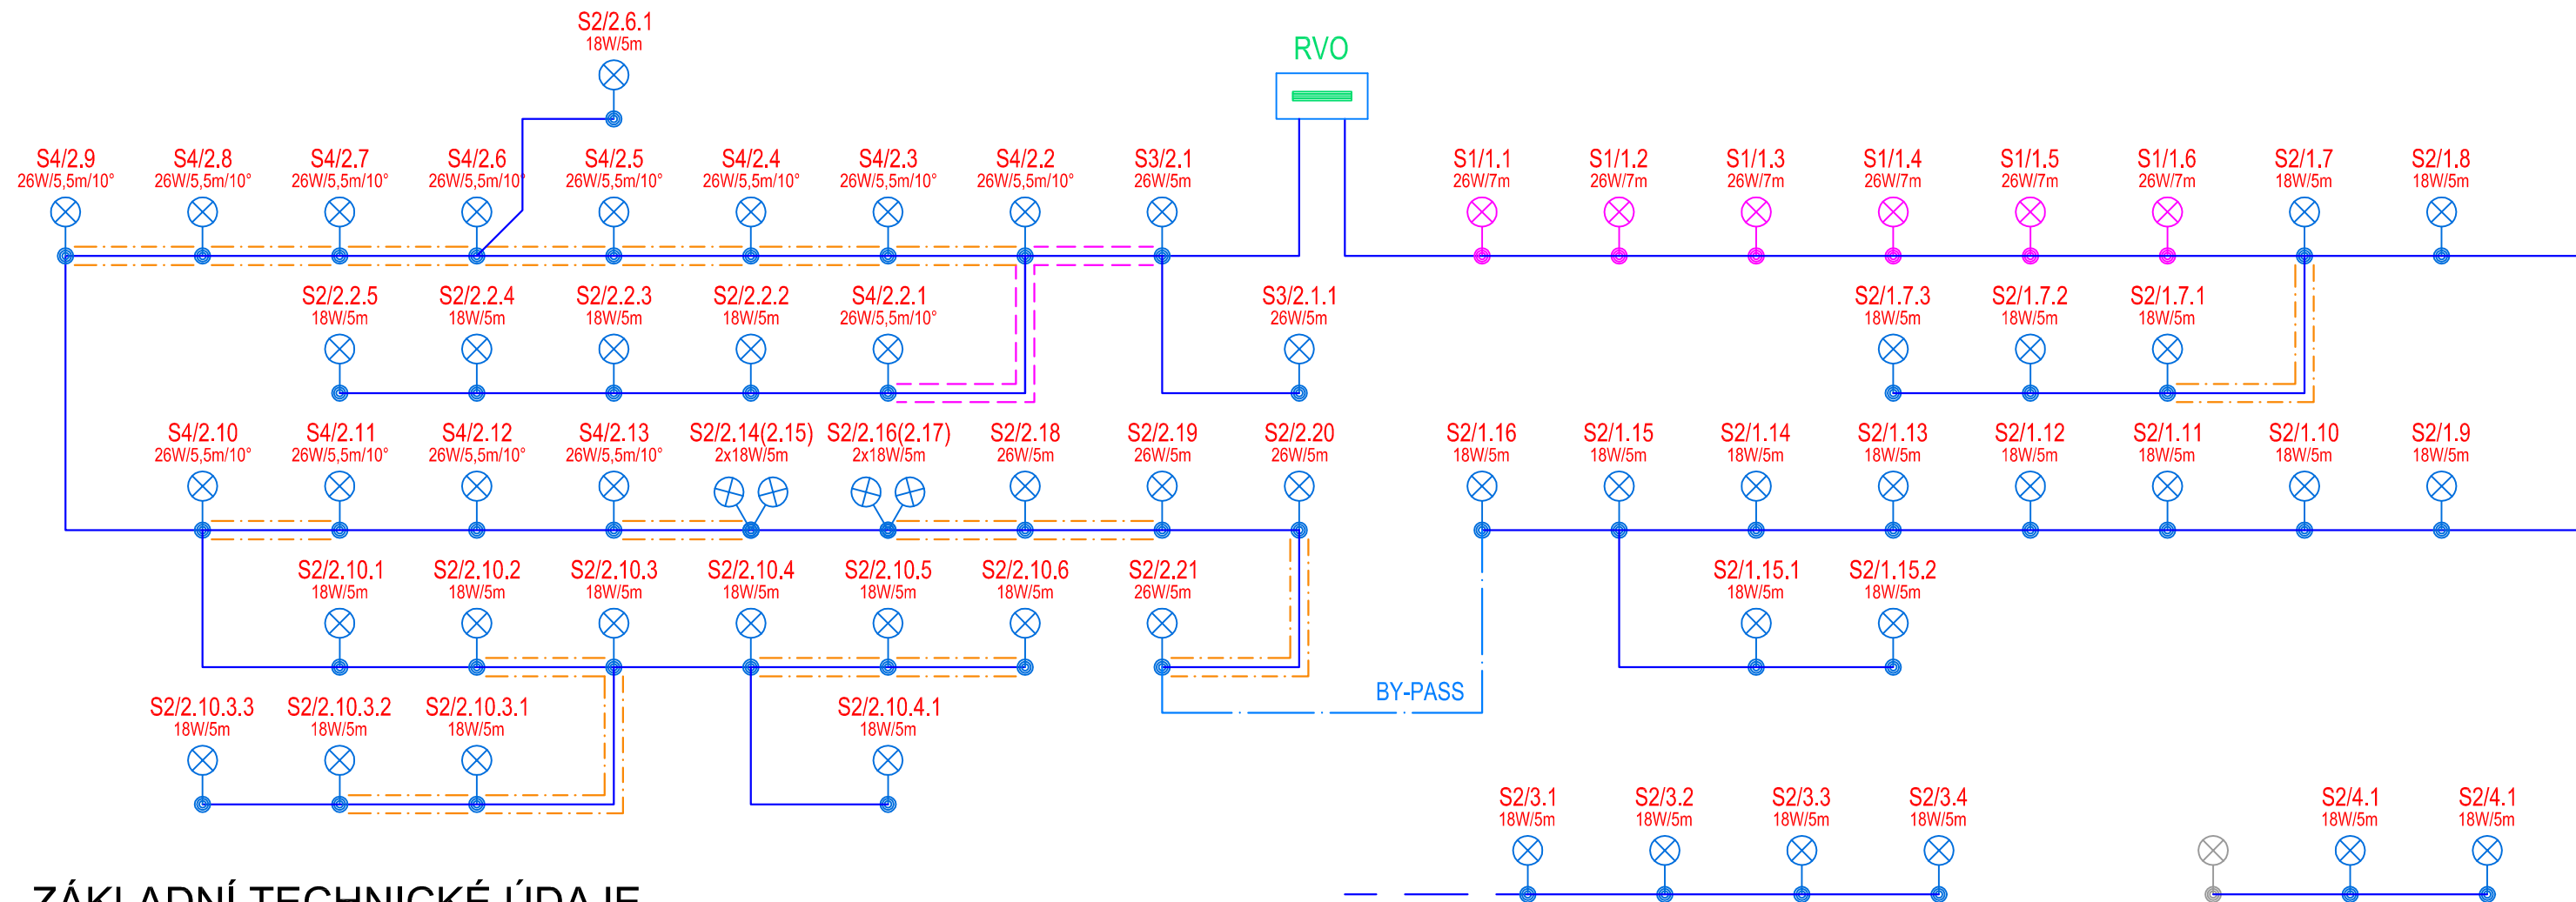 S2/2.6.1
18W/5m
RVO
S4/2.9
26W/5,5m/10°
S4/2.8
26W/5,5m/10°
S4/2.7
26W/5,5m/10°
S4/2.6
26W/5,5m/10°
S4/2.5
26W/5,5m/10°
S4/2.4
26W/5,5m/10°
S4/2.3
26W/5,5m/10°
S4/2.2
26W/5,5m/10°
S3/2.1
26W/5m
S1/1.1
26W/7m
S1/1.2
26W/7m
S1/1.3
26W/7m
S1/1.4
26W/7m
S1/1.5
26W/7m
S1/1.6
26W/7m
S2/1.7
18W/5m
S2/1.8
18W/5m
S2/2.2.5
18W/5m
S2/2.2.4
18W/5m
S2/2.2.3
18W/5m
S2/2.2.2
18W/5m
S4/2.2.1
26W/5,5m/10°
S3/2.1.1
26W/5m
S2/1.7.3
18W/5m
S2/1.7.2
18W/5m
S2/1.7.1
18W/5m
S4/2.10
26W/5,5m/10°
S4/2.11
26W/5,5m/10°
S4/2.12
26W/5,5m/10°
S4/2.13
26W/5,5m/10°
S2/2.14(2.15)
2x18W/5m
S2/2.16(2.17)
2x18W/5m
S2/2.18
26W/5m
S2/2.19
26W/5m
S2/2.20
26W/5m
S2/1.16
18W/5m
S2/1.15
18W/5m
S2/1.14
18W/5m
S2/1.13
18W/5m
S2/1.12
18W/5m
S2/1.11
18W/5m
S2/1.10
18W/5m
S2/1.9
18W/5m
S2/2.10.1
18W/5m
S2/2.10.2
18W/5m
S2/2.10.3
18W/5m
S2/2.10.4
18W/5m
S2/2.10.5
18W/5m
S2/2.10.6
18W/5m
S2/2.21
26W/5m
S2/1.15.1
18W/5m
S2/1.15.2
18W/5m
BY-PASS
S2/2.10.3.3
18W/5m
S2/2.10.3.2
18W/5m
S2/2.10.3.1
18W/5m
S2/2.10.4.1
18W/5m
S2/3.1
18W/5m
S2/3.2
18W/5m
S2/3.3
18W/5m
S2/3.4
18W/5m
S2/4.1
18W/5m
S2/4.1
18W/5m
ZÁKLADNÍ TECHNICKÉ ÚDAJE